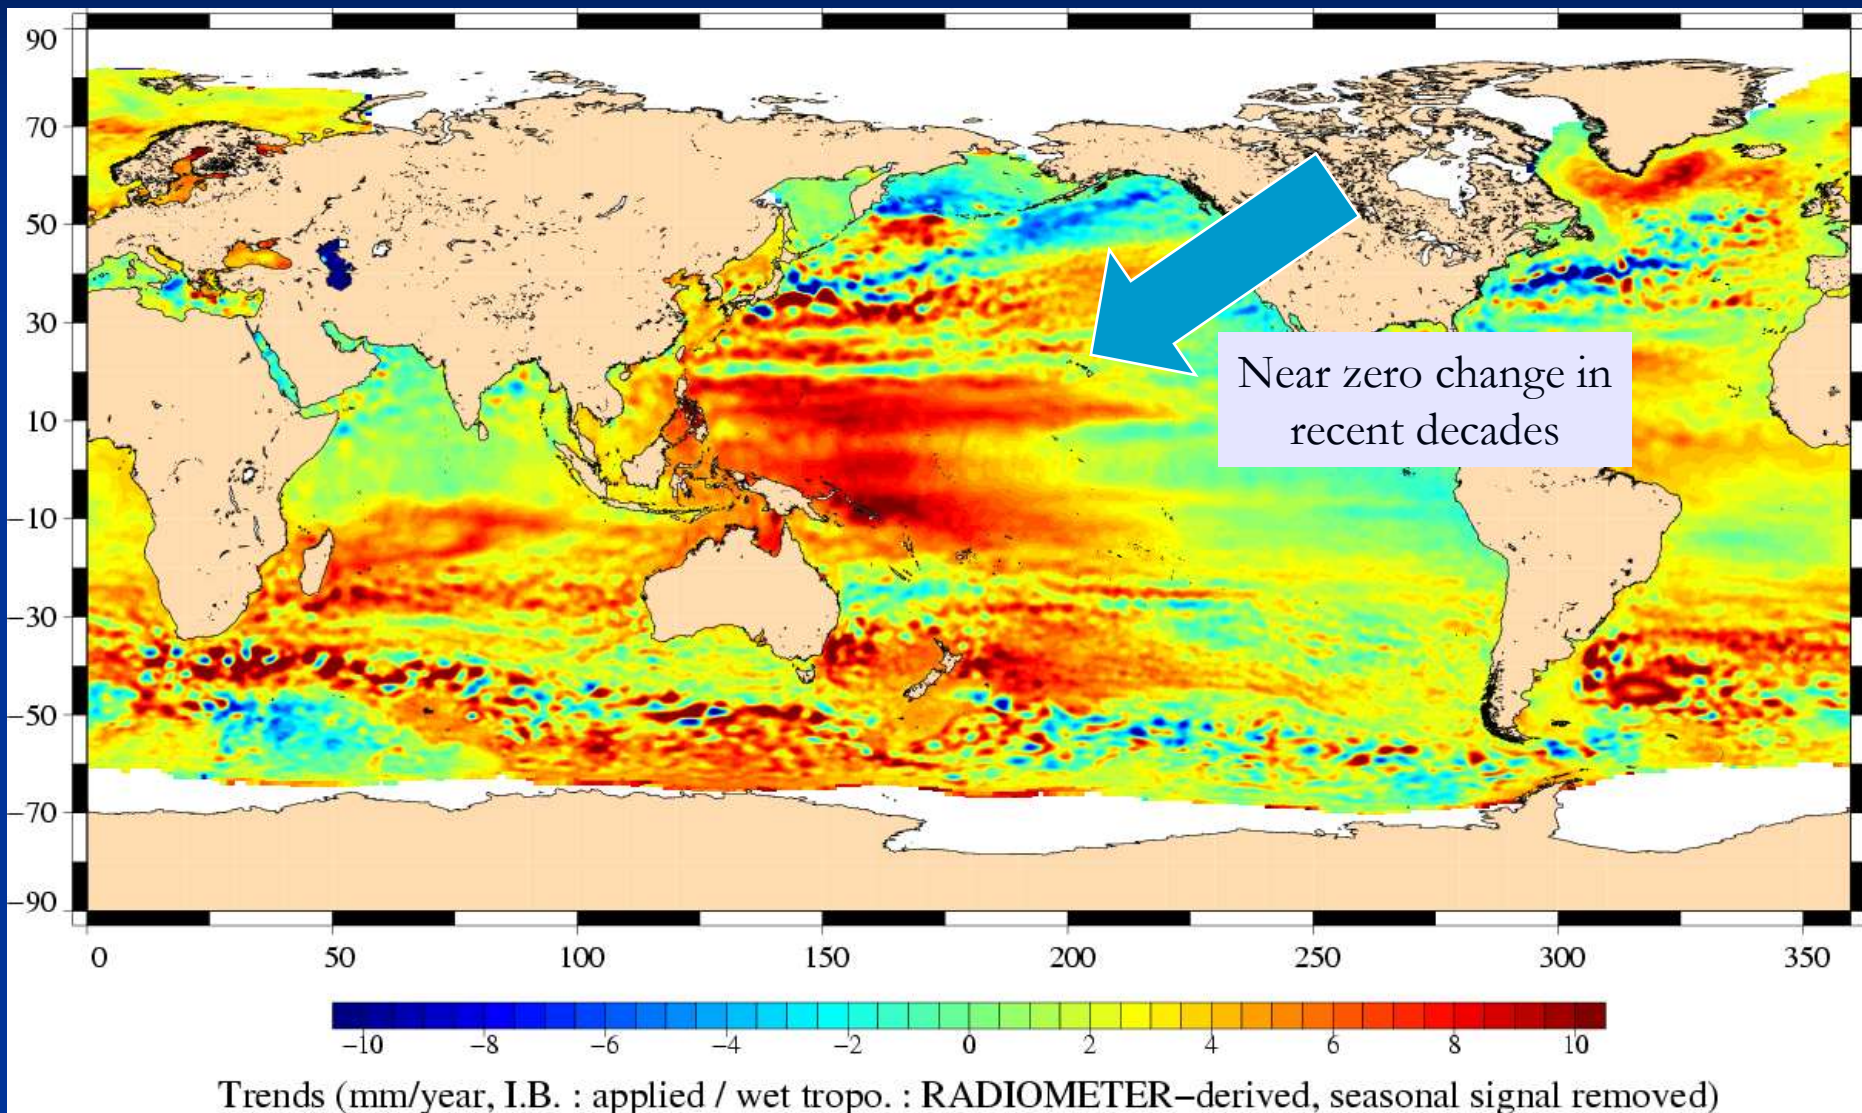 90
70
50
30
10
−10
−30
−50
−70
−90
Near zero change in
recent decades
0 50 100 150 200 250 300 350
−10 −8 −6 −4 −2 0 2 4 6 8 10
Trends (mm/year, I.B. : applied / wet tropo. : RADIOMETER−derived, seasonal signal removed)